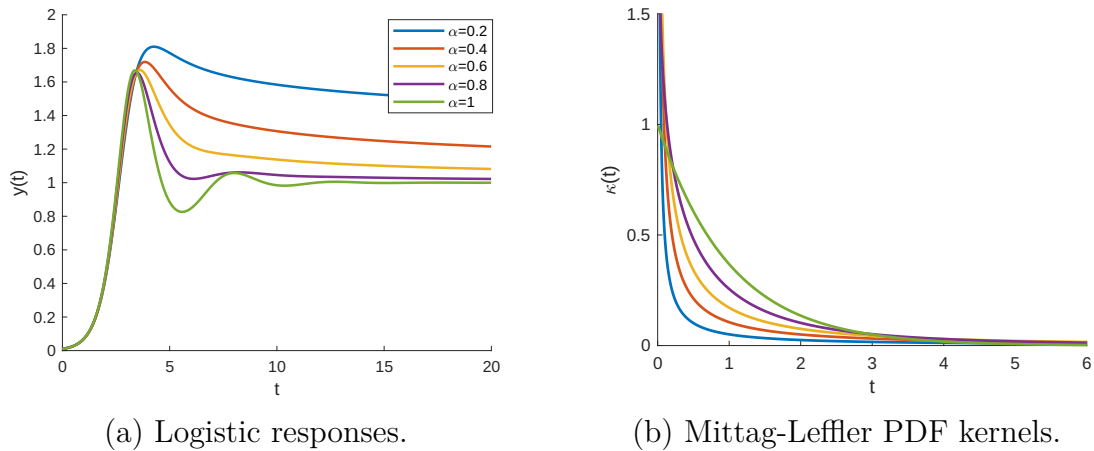 2
1.8
1.6
1.4
1.2
1
0.8
0.6
0.4
0.2
0
y(t)
0 5 10 15 20
t
α=0.2
α=0.4
α=0.6
α=0.8
α=1
(a) Logistic responses.
1.5
1
0.5
0
κ(t)
0 1 2 3 4 5 6
t
(b) Mittag-Leffler PDF kernels.